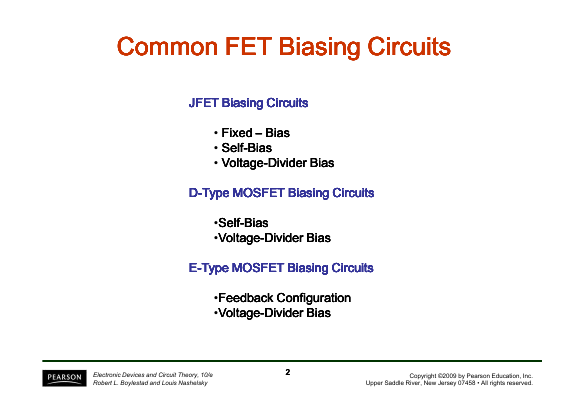 Common FET Biasing Circuits
JFET Biasing Circuits
• Fixed – Bias
• Self-Bias
• Voltage-Divider Bias
D-Type MOSFET Biasing Circuits
•Self-Bias
•Voltage-Divider Bias
E-Type MOSFET Biasing Circuits
•Feedback Configuration
•Voltage-Divider Bias
PEARSON
Electronic Devices and Circuit Theory, 10/e
Robert L. Boylestad and Louis Nashelsky
2
Copyright ©2009 by Pearson Education, Inc.
Upper Saddle River, New Jersey 07458 • All rights reserved.